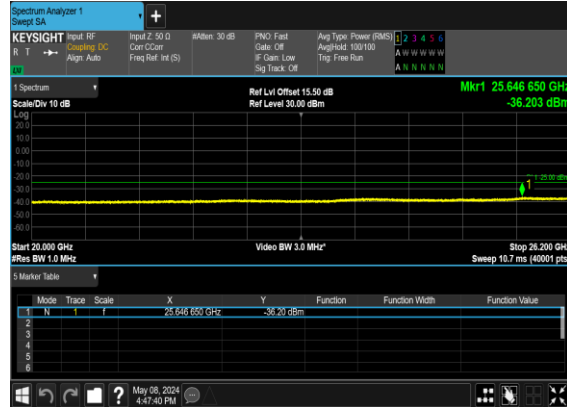 Spectrum Analyzer 1
Swept SA
KEYSIGHT
R T
Input: RF
Coupling: DC
Align: Auto
Input Z: 50 Ω
Corr CCorr
Freq Ref: Int (S)
#Atten: 30 dB
PNO: Fast
Gate: Off
IF Gain: Low
Sig Track: Off
Avg Type: Power (RMS)
Avg|Hold: 100/100
Trig: Free Run
1 2 3 4 5 6
A W W W W W
A N N N N N
1 Spectrum
Scale/Div 10 dB
Ref Lvl Offset 15.50 dB
Ref Level 30.00 dBm
Mkr1 25.646 650 GHz
-36.203 dBm
Log
20.0
10.0
0.00
-10.0
-20.0
-30.0
-40.0
-50.0
-60.0
-25.00 dBm
1
Start 20.000 GHz
#Res BW 1.0 MHz
Video BW 3.0 MHz*
Stop 26.200 GHz
Sweep 10.7 ms (40001 pts)
5 Marker Table
Mode Trace Scale X Y Function Function Width Function Value
1 N 1 f 25.646 650 GHz -36.20 dBm
2
3
4
5
6
May 08, 2024
4:47:40 PM